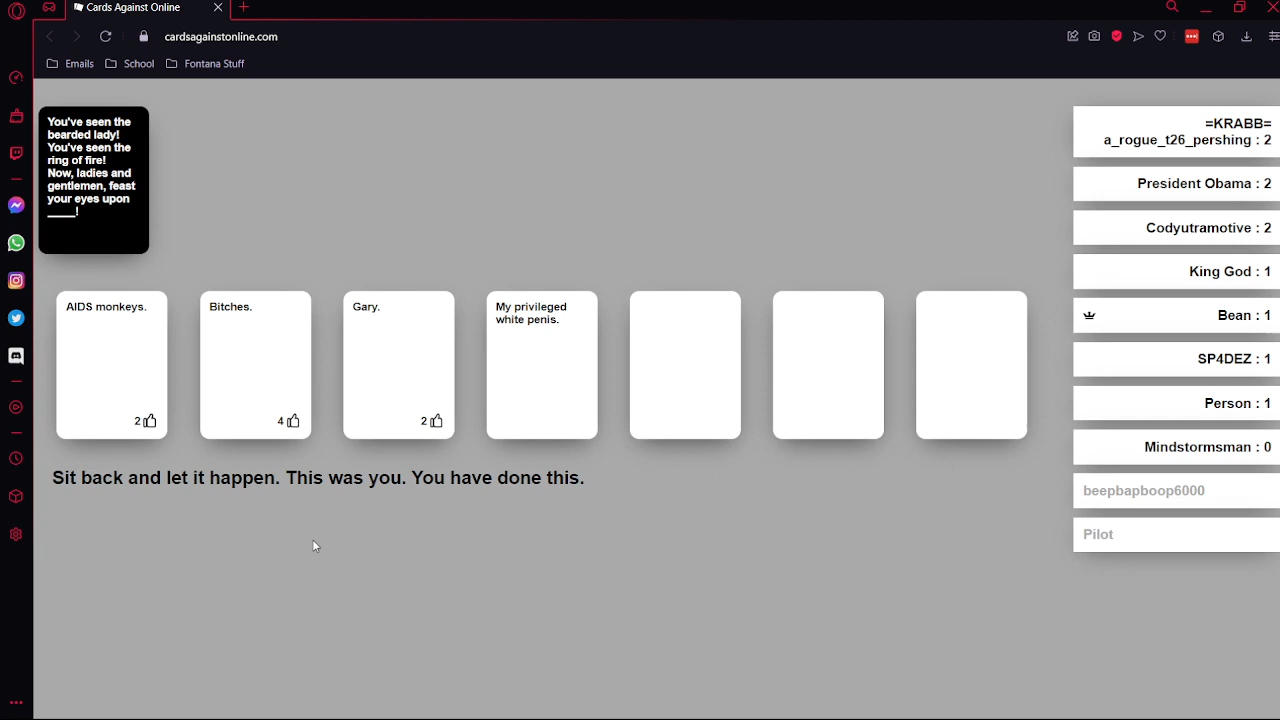 Cards Against Online
cardsagainstonline.com
Emails
School
Fontana Stuff
You've seen the
bearded lady!
You've seen the
ring of fire!
Now, ladies and
gentlemen, feast
your eyes upon
_____!
AIDS monkeys.
2
Bitches.
4
Gary.
2
My privileged
white penis.
Sit back and let it happen. This was you. You have done this.
=KRABB=
a_rogue_t26_pershing : 2
President Obama : 2
Codyutramotive : 2
King God : 1
Bean : 1
SP4DEZ : 1
Person : 1
Mindstormsman : 0
beepbapboop6000
Pilot